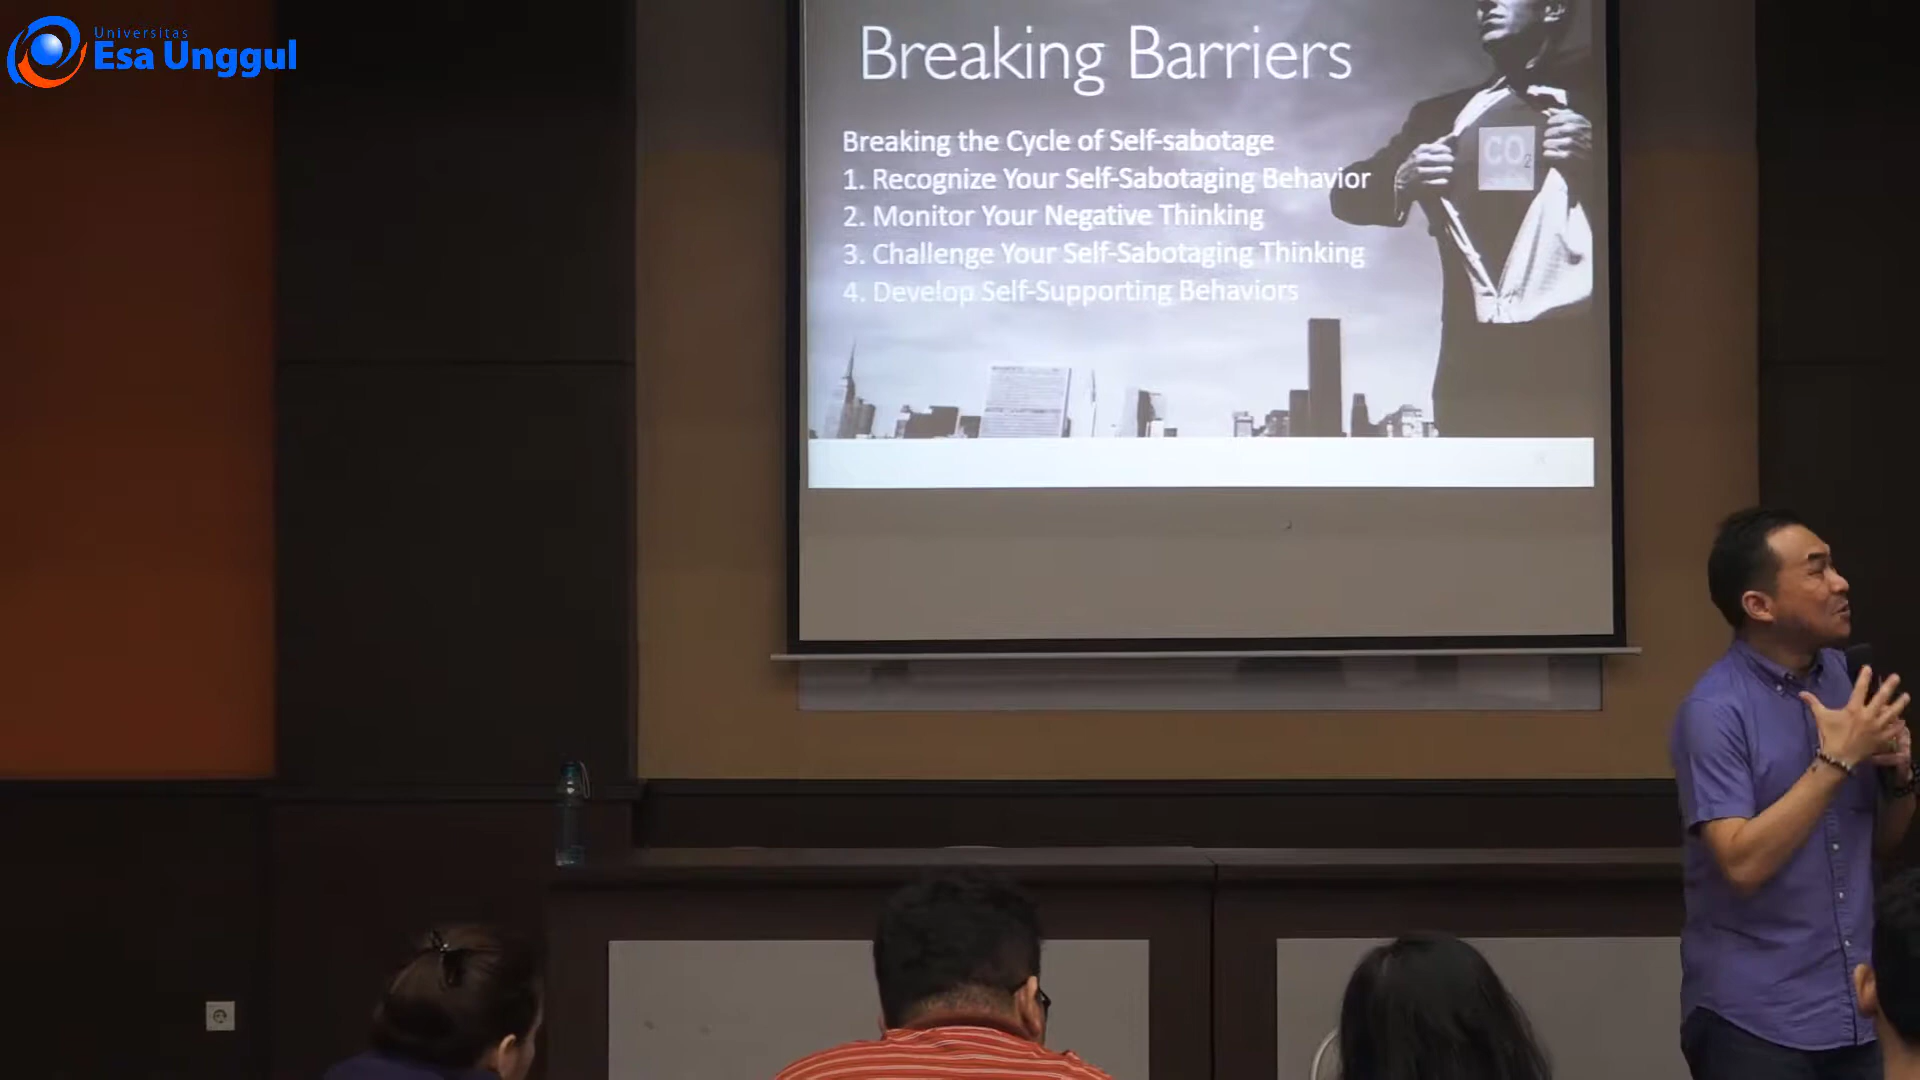 Universitas
Esa Unggul
Breaking Barriers
CO2
Breaking the Cycle of Self-sabotage
1. Recognize Your Self-Sabotaging Behavior
2. Monitor Your Negative Thinking
3. Challenge Your Self-Sabotaging Thinking
4. Develop Self-Supporting Behaviors